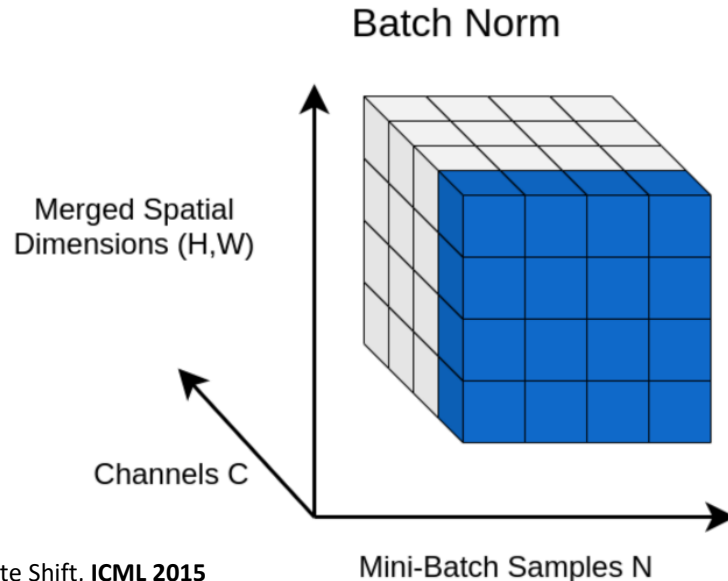 Batch Norm
Merged Spatial
Dimensions (H,W)
Channels C
Mini-Batch Samples N
te Shift. ICML 2015